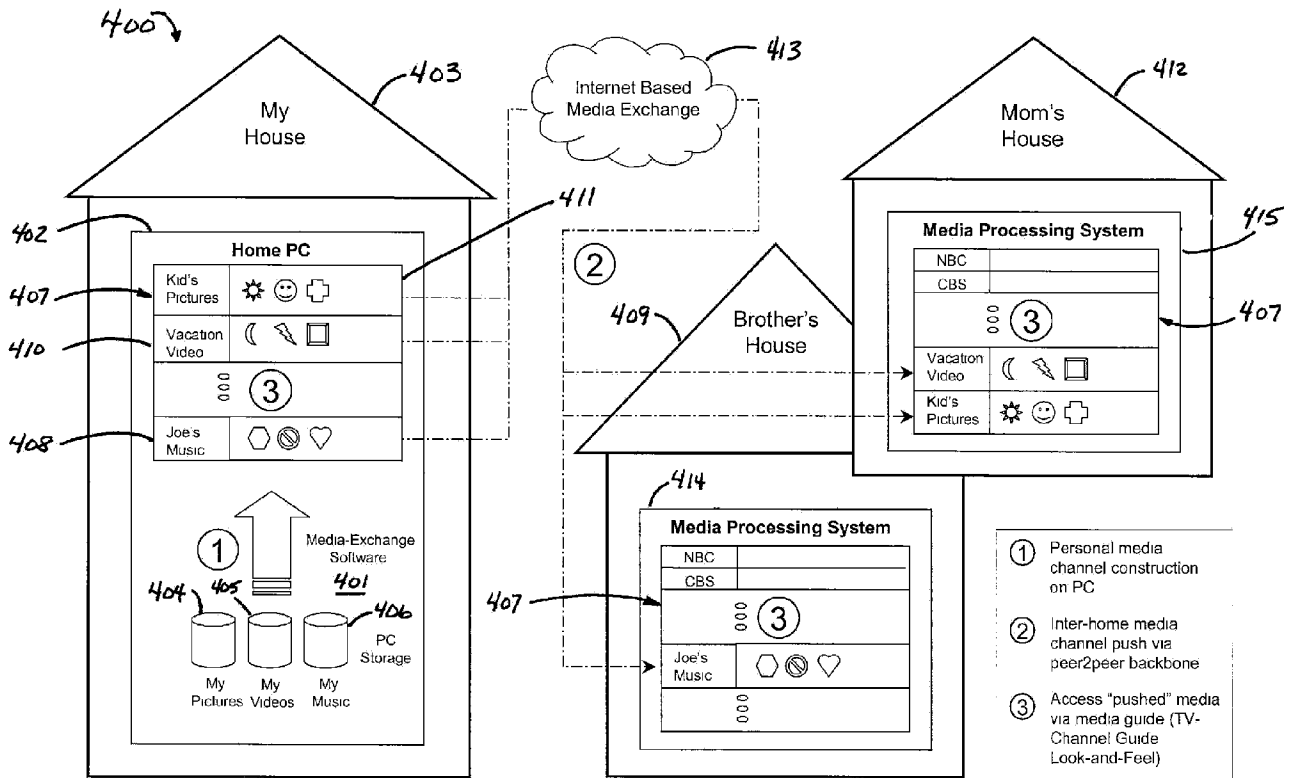 400
403
My
House
413
Internet Based
Media Exchange
412
Mom's
House
402
411
415
Home PC
407
Kid's
Pictures
410
Vacation
Video
3
408
Joe's
Music
1
Media-Exchange
Software
401
404
405
406
PC
Storage
My
Pictures
My
Videos
My
Music
2
409
Brother's
House
Media Processing System
NBC
CBS
3
407
Vacation
Video
Kid's
Pictures
414
Media Processing System
NBC
CBS
407
3
Joe's
Music
1 Personal media
channel construction
on PC
2 Inter-home media
channel push via
peer2peer backbone
3 Access "pushed" media
via media guide (TV-
Channel Guide
Look-and-Feel)